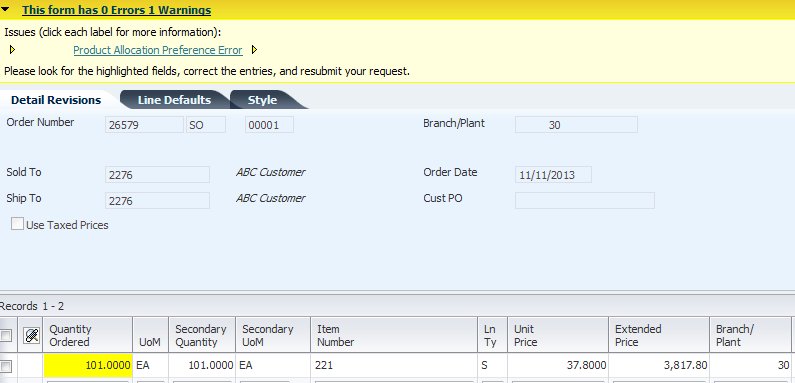 This form has 0 Errors 1 Warnings
Issues (click each label for more information):
Product Allocation Preference Error
Please look for the highlighted fields, correct the entries, and resubmit your request.
Detail Revisions Line Defaults Style
Order Number 26579 SO 00001 Branch/Plant 30
Sold To 2276 ABC Customer Order Date 11/11/2013
Ship To 2276 ABC Customer Cust PO
Use Taxed Prices
Records 1 - 2
Quantity Secondary Secondary Item Ln Unit Extended Branch/
Ordered UoM Quantity UoM Number Ty Price Price Plant
101.0000 EA 101.0000 EA 221 S 37.8000 3,817.80 30